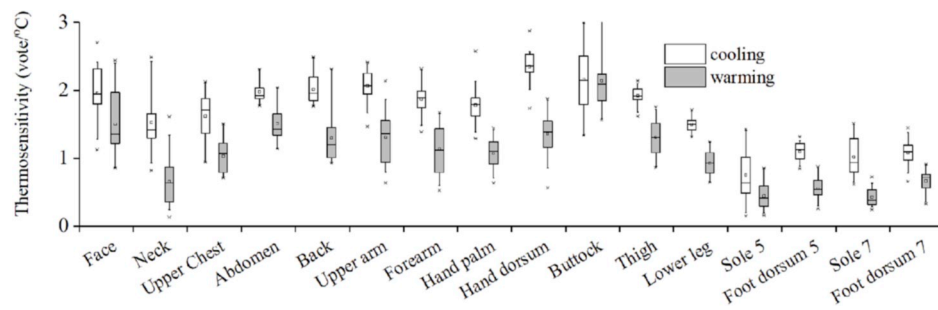 Thermosensitivity (vote/°C)
3
2
1
0
cooling
warming
Face
Neck
Upper Chest
Abdomen
Back
Upper arm
Forearm
Hand palm
Hand dorsum
Buttock
Thigh
Lower leg
Sole 5
Foot dorsum 5
Sole 7
Foot dorsum 7